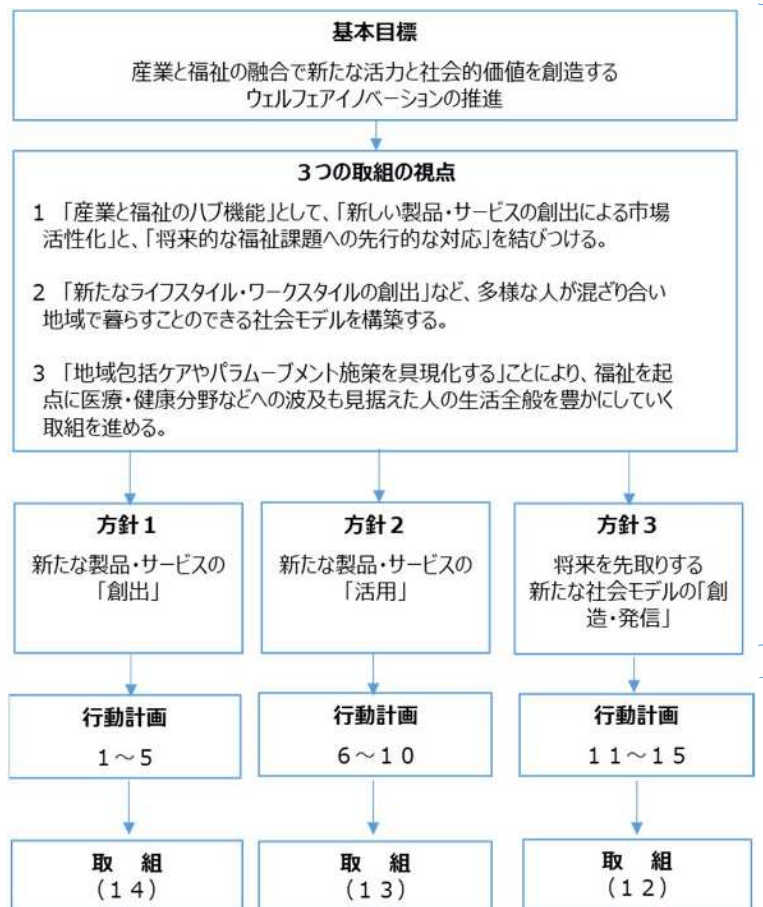 基本目標
産業と福祉の融合で新たな活力と社会的価値を創造する
ウェルフェアイノベーションの推進
3つの取組の視点
1 「産業と福祉のハブ機能」として、「新しい製品・サービスの創出による市場
活性化」と、「将来的な福祉課題への先行的な対応」を結びつける。
2 「新たなライフスタイル・ワークスタイルの創出」など、多様な人が混ざり合い
地域で暮らすことのできる社会モデルを構築する。
3 「地域包括ケアやパラムーブメント施策を具現化する」ことにより、福祉を起
点に医療・健康分野などへの波及も見据えた人の生活全般を豊かにしていく
取組を進める。
方針1
新たな製品・サービスの
「創出」
方針2
新たな製品・サービスの
「活用」
方針3
将来を先取りする
新たな社会モデルの「創
造・発信」
行動計画
1~5
行動計画
6~10
行動計画
11~15
取 組
(14)
取 組
(13)
取 組
(12)